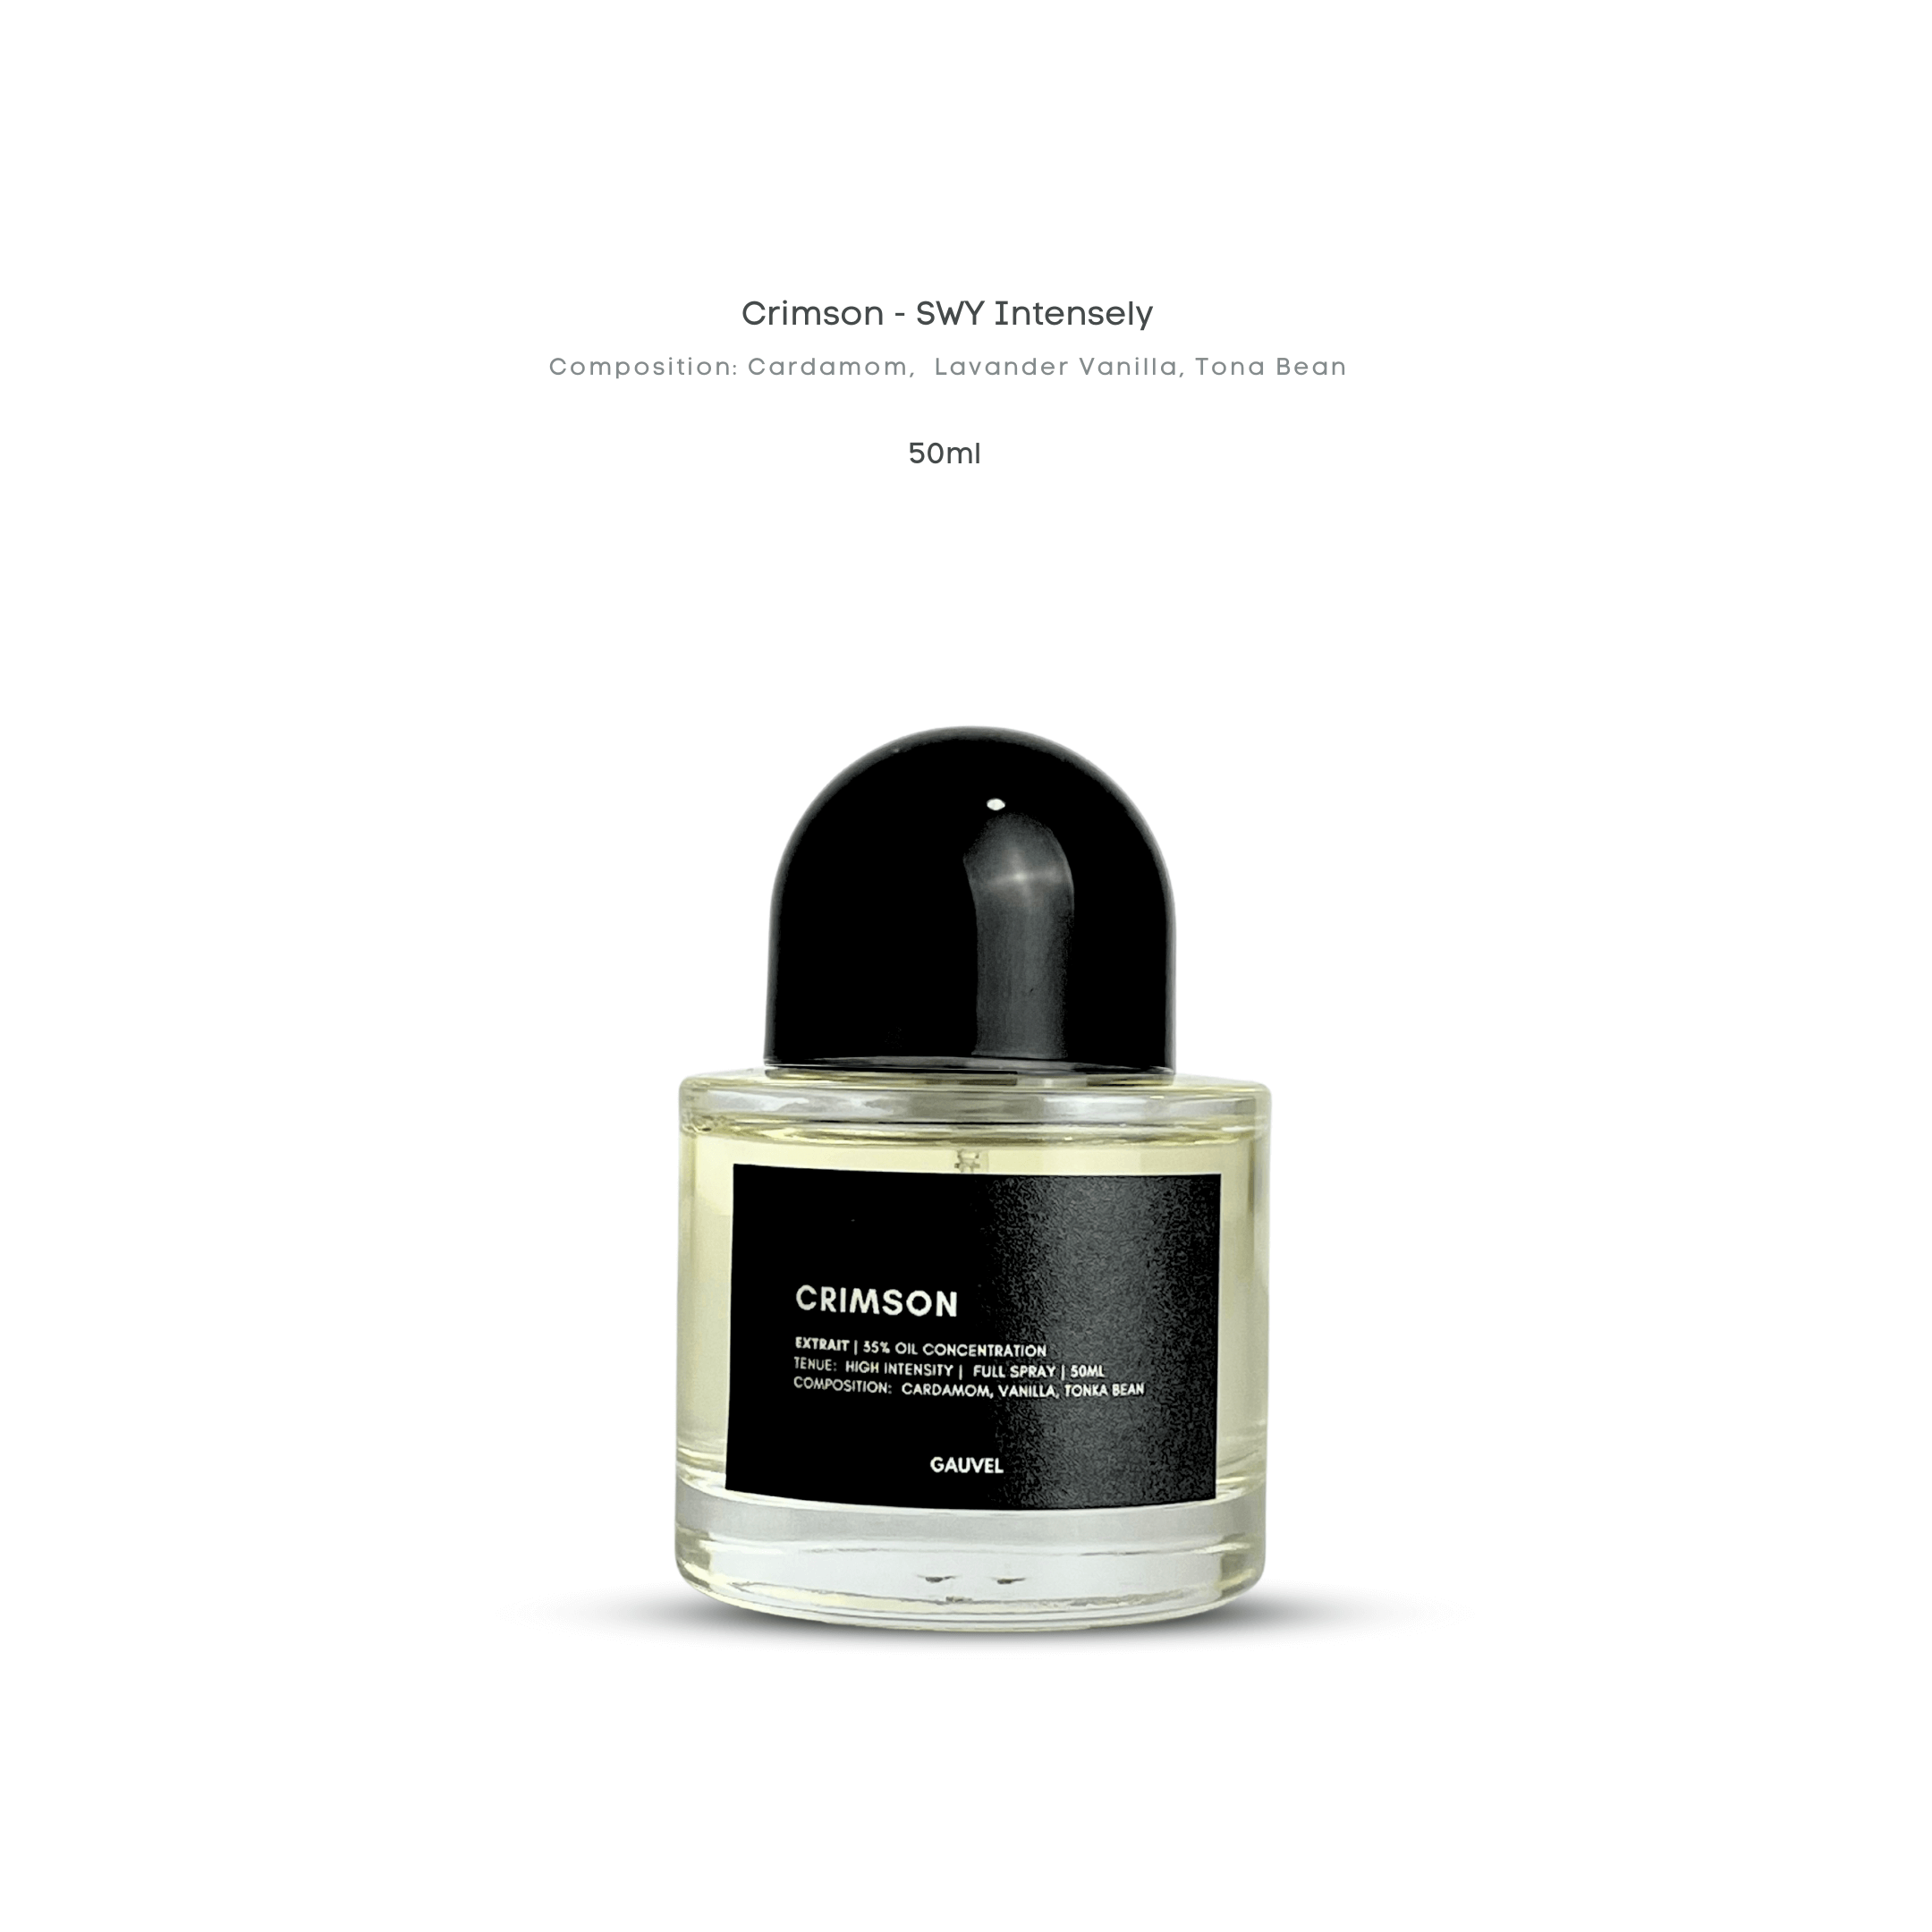 Crimson - SWY Intensely
Composition: Cardamom, Lavander Vanilla, Tona Bean
50ml
CRIMSON
EXTRAIT | 35% OIL CONCENTRATION
TENUE: HIGH INTENSITY | FULL SPRAY | 50ML
COMPOSITION: CARDAMOM, VANILLA, TONKA BEAN
GAUVEL